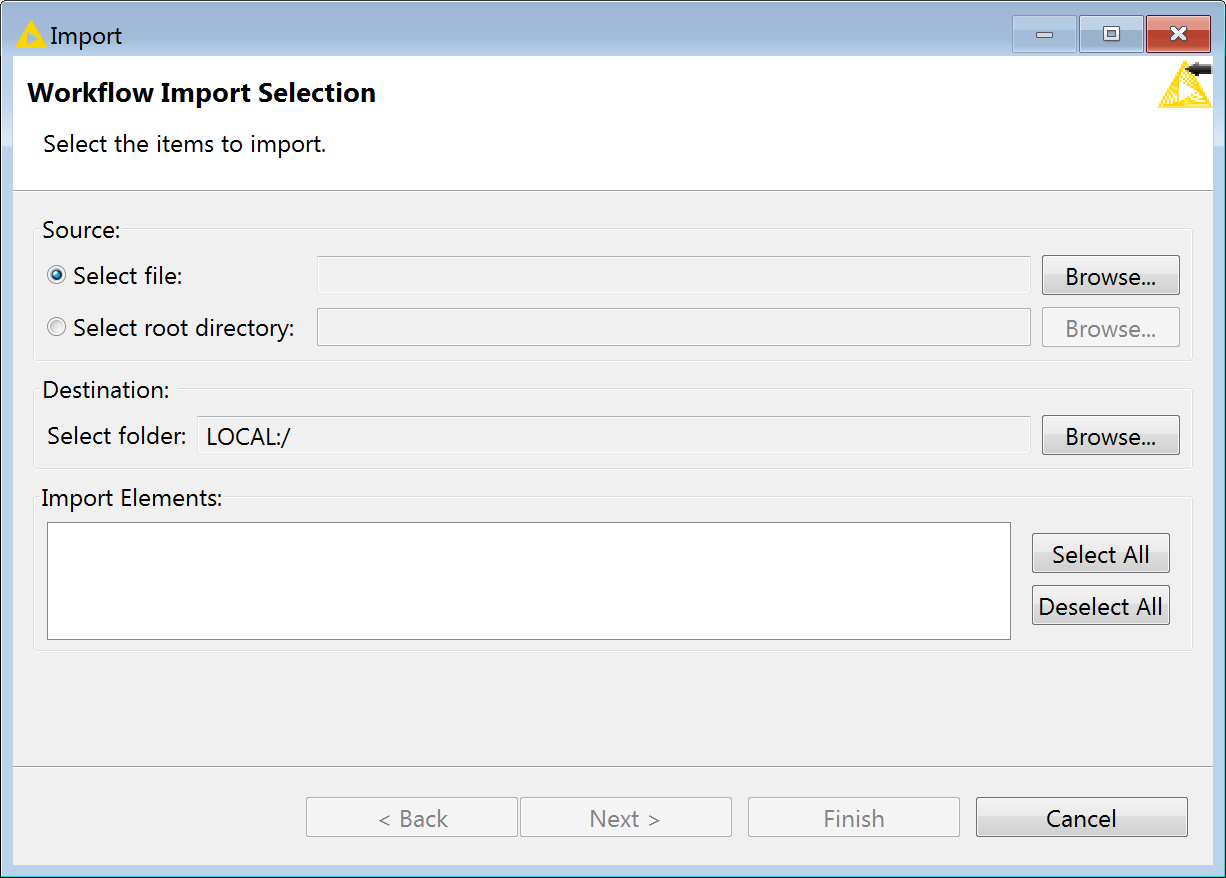 Import
Workflow Import Selection
Select the items to import.
Source:
Select file:
Browse...
Select root directory:
Browse...
Destination:
Select folder:
LOCAL:/
Browse...
Import Elements:
Select All
Deselect All
< Back
Next >
Finish
Cancel